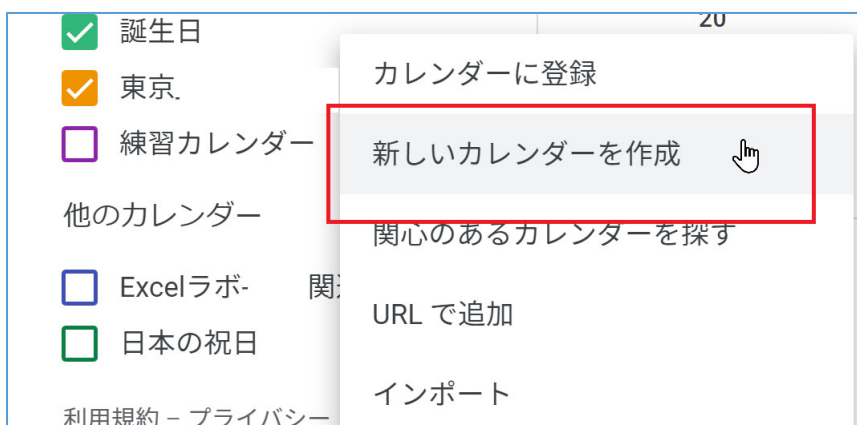 誕生日
東京
練習カレンダー
他のカレンダー
Excelラボ-
日本の祝日
利用規約 – プライバシー
20
カレンダーに登録
新しいカレンダーを作成
関心のあるカレンダーを探す
URL で追加
インポート